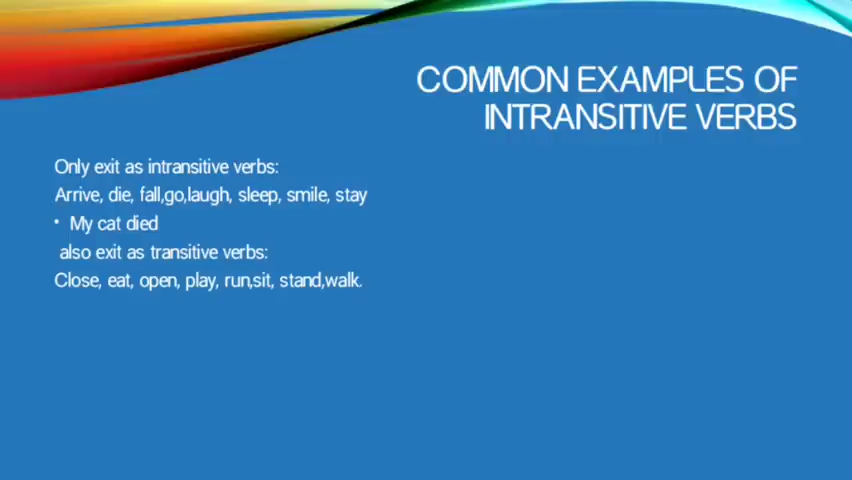 COMMON EXAMPLES OF
INTRANSITIVE VERBS
Only exit as intransitive verbs:
Arrive, die, fall,go,laugh, sleep, smile, stay
• My cat died
also exit as transitive verbs:
Close, eat, open, play, run,sit, stand,walk.